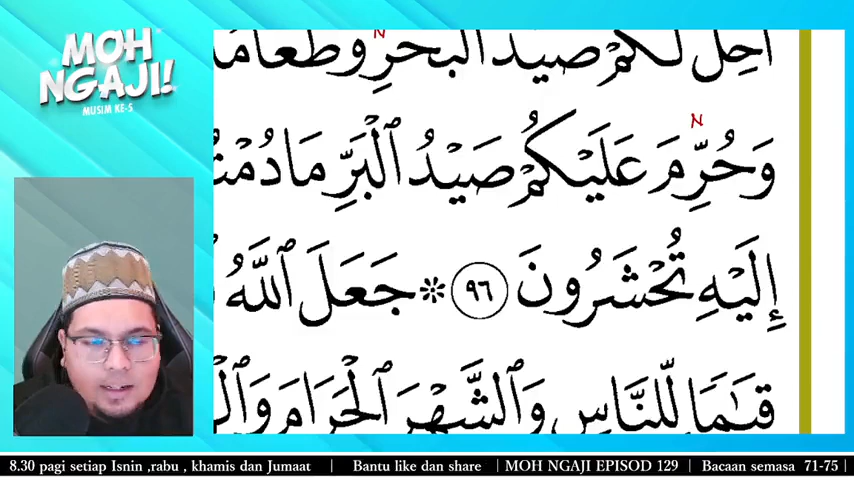 MOH
NGAJI!
MUSIM KE-5
أُحِلَّ لَكُمْ صَيْدُ ٱلْبَحْرِ وَطَعَامُهُ
وَحُرِّمَ عَلَيْكُمْ صَيْدُ ٱلْبَرِّ مَا دُمْتُ
إِلَيْهِ تُحْشَرُونَ ٩٦ ۞ جَعَلَ ٱللَّهُ
قِيَٰمًا لِّلنَّاسِ وَٱلشَّهْرَ ٱلْحَرَامَ
8.30 pagi setiap Isnin ,rabu , khamis dan Jumaat | Bantu like dan share | MOH NGAJI EPISOD 129 | Bacaan semasa 71-75 |